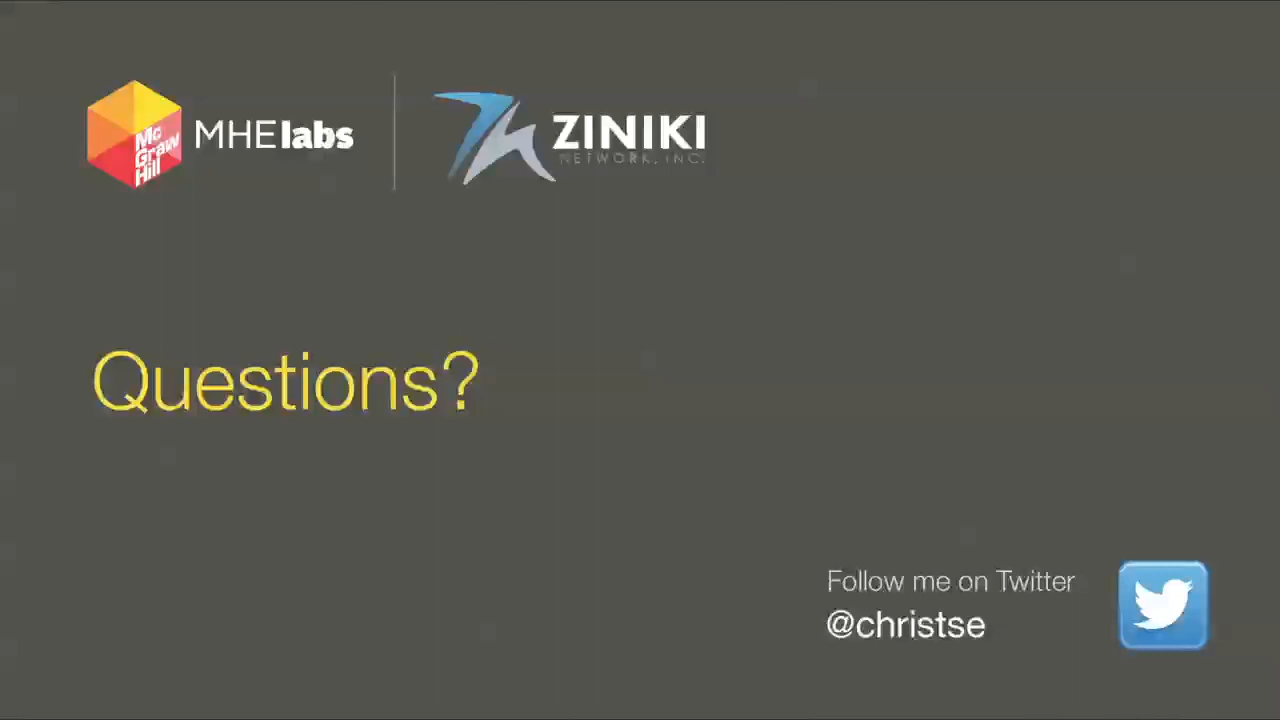 Mc
Graw
Hill
MHElabs
ZINIKI
NETWORK, INC.
Questions?
Follow me on Twitter
@christse